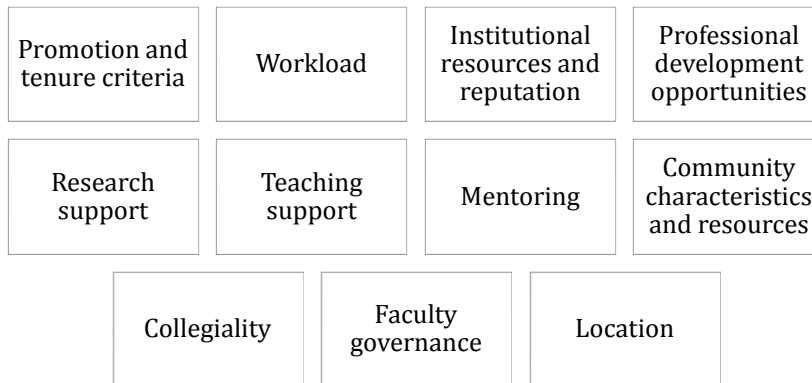 Promotion and
tenure criteria
Workload
Institutional
resources and
reputation
Professional
development
opportunities
Research
support
Teaching
support
Mentoring
Community
characteristics
and resources
Collegiality
Faculty
governance
Location